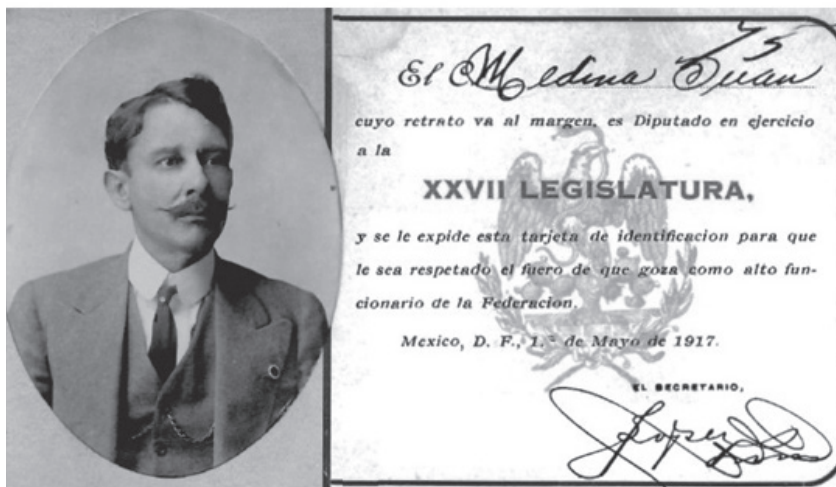 El C. Medina Juan
cuyo retrato va al margen, es Diputado en ejercicio
a la
XXVII LEGISLATURA,
y se le expide esta tarjeta de identificacion para que
le sea respetado el fuero de que goza como alto fun-
cionario de la Federacion.
Mexico, D. F., 1.º de Mayo de 1917.
EL SECRETARIO,